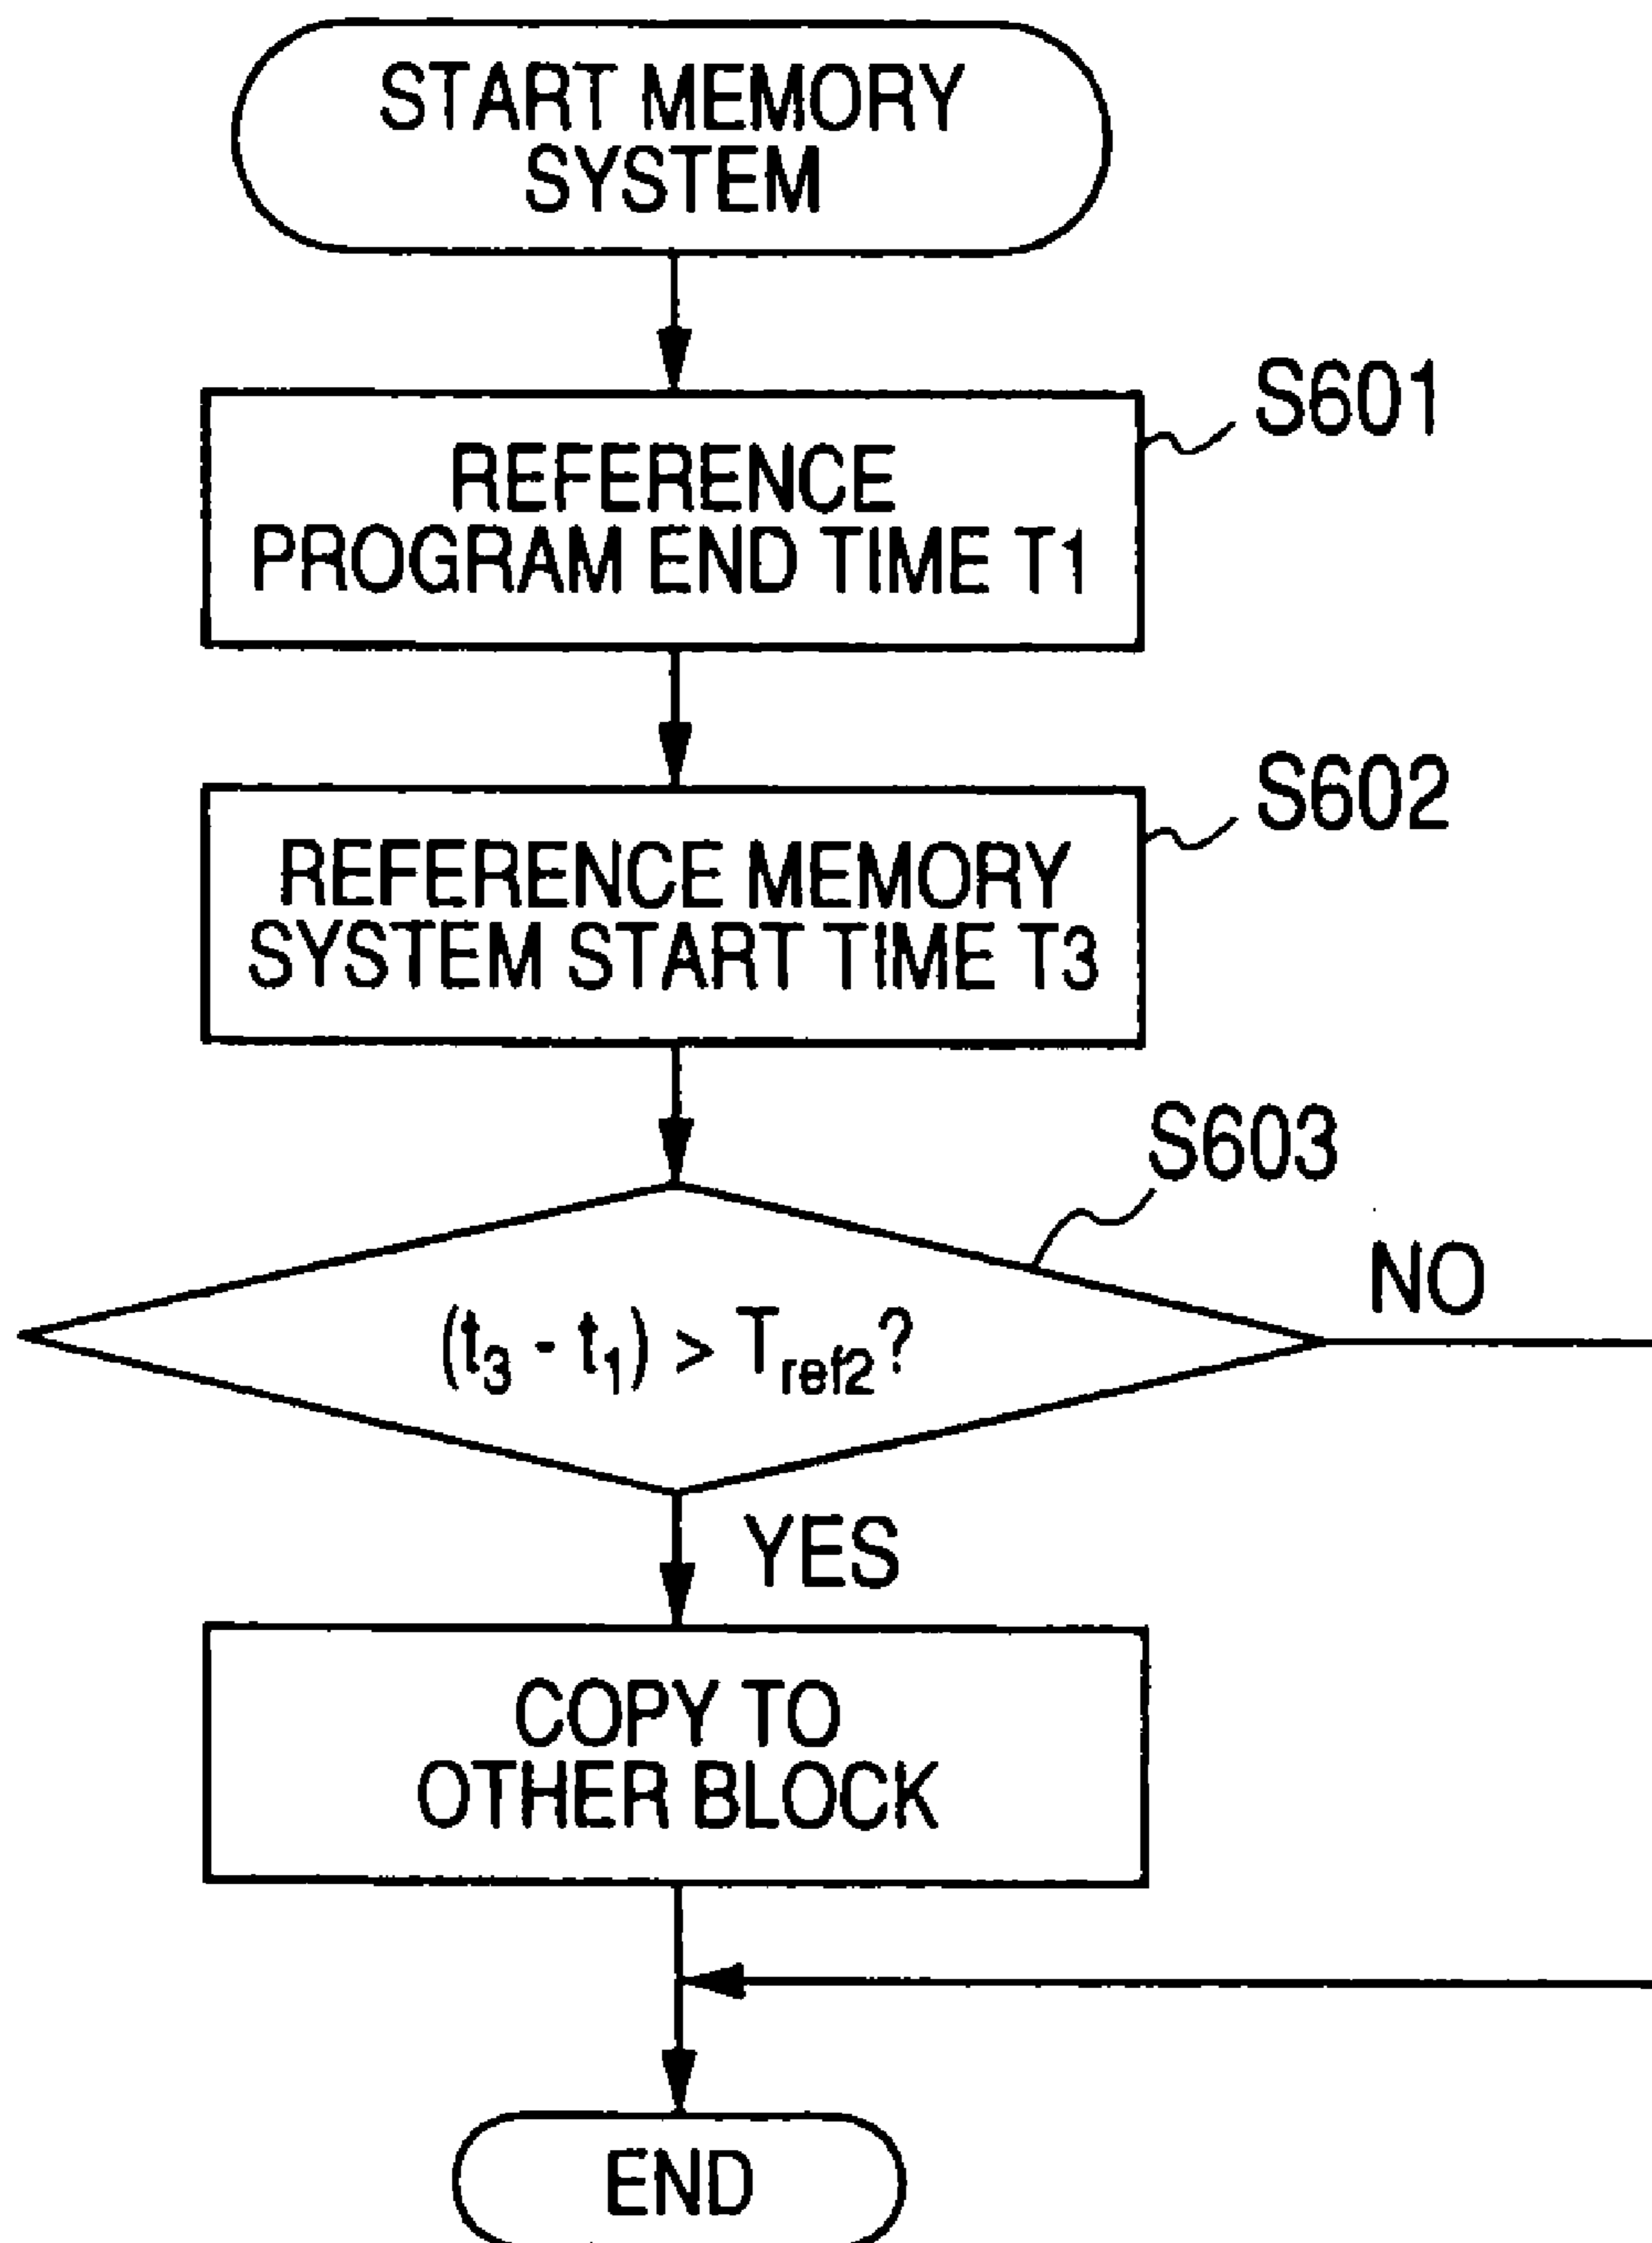 START MEMORY
SYSTEM
S601
REFERENCE
PROGRAM END TIME T1
S602
REFERENCE MEMORY
SYSTEM START TIME T3
S603
NO
(t3 - t1) > Tref2?
YES
COPY TO
OTHER BLOCK
END